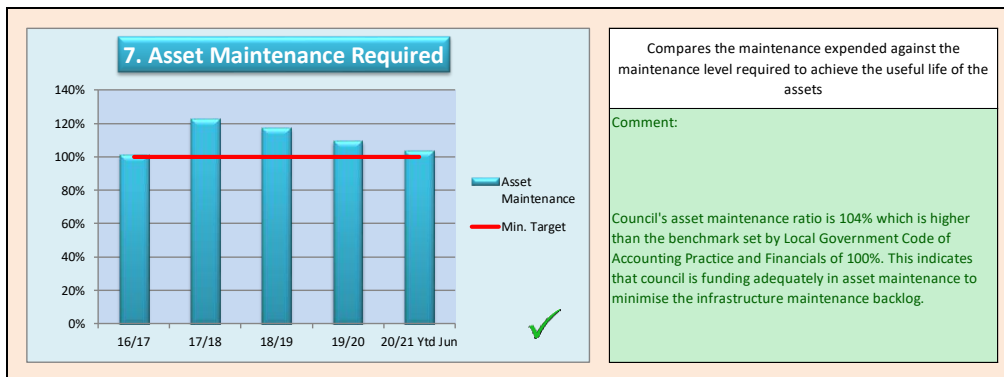 7. Asset Maintenance Required
140%
120%
100%
80%
60%
40%
20%
0%
16/17 17/18 18/19 19/20 20/21 Ytd Jun
Asset
Maintenance
Min. Target
Compares the maintenance expended against the
maintenance level required to achieve the useful life of the
assets
Comment:
Council's asset maintenance ratio is 104% which is higher
than the benchmark set by Local Government Code of
Accounting Practice and Financials of 100%. This indicates
that council is funding adequately in asset maintenance to
minimise the infrastructure maintenance backlog.